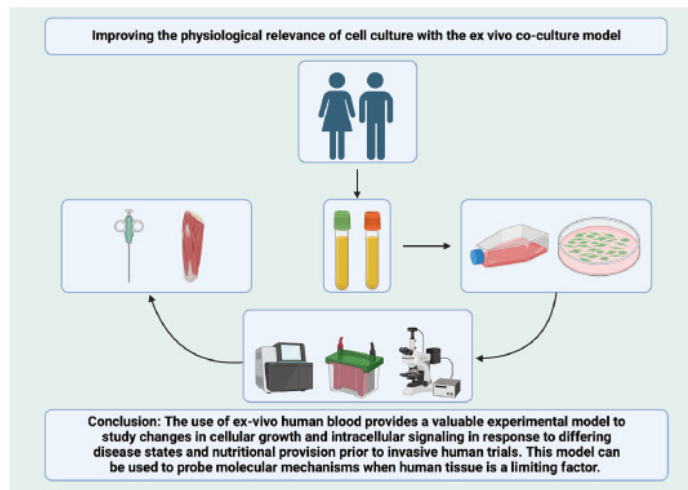 Improving the physiological relevance of cell culture with the ex vivo co-culture model
Conclusion: The use of ex-vivo human blood provides a valuable experimental model to
study changes in cellular growth and intracellular signaling in response to differing
disease states and nutritional provision prior to invasive human trials. This model can
be used to probe molecular mechanisms when human tissue is a limiting factor.